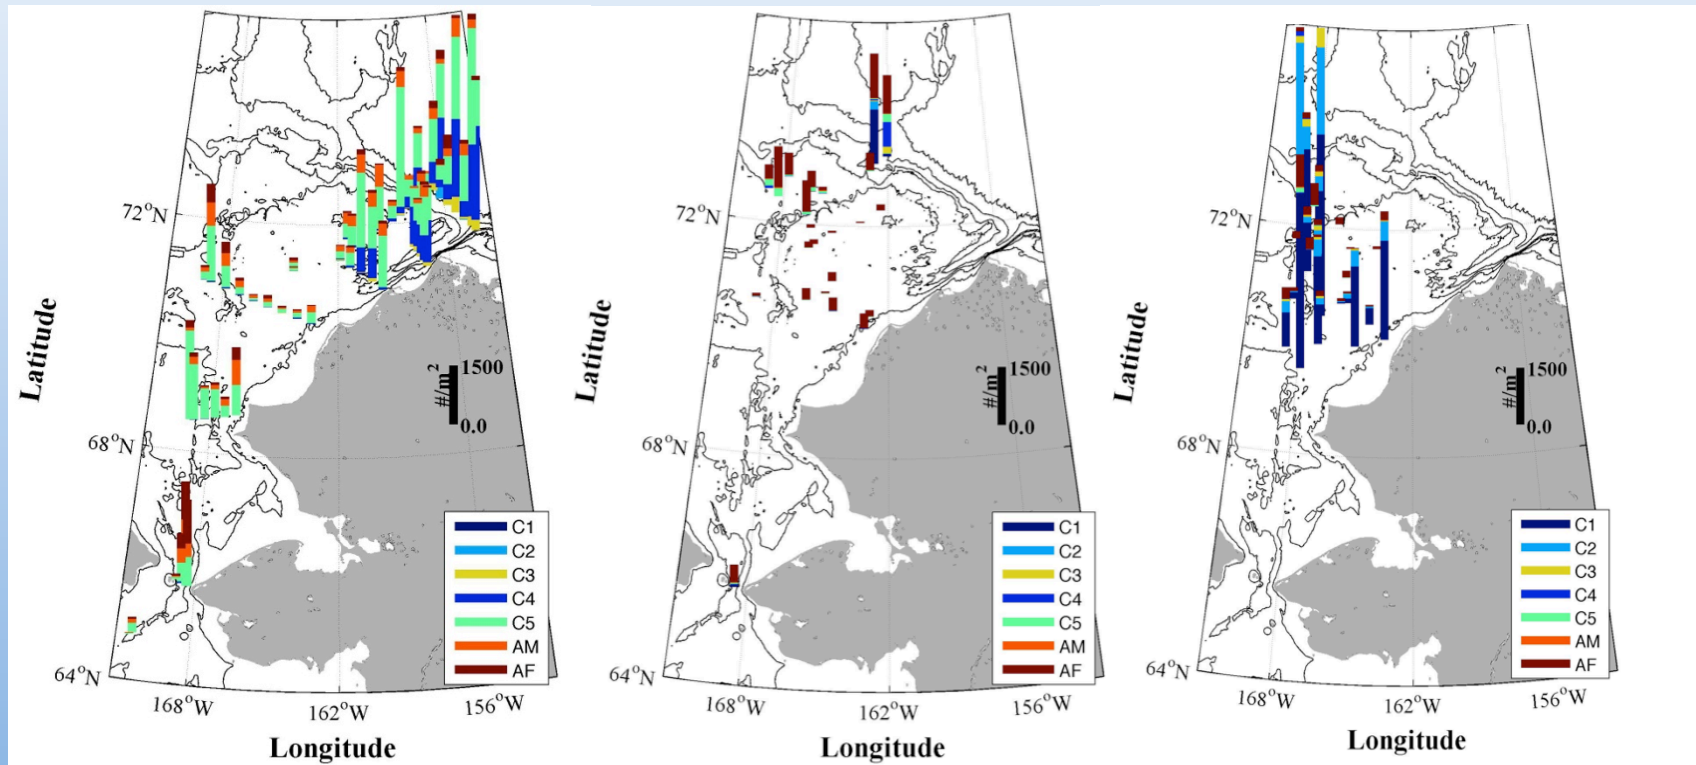 72°N
68°N
64°N
168°W
162°W
156°W
Latitude
Longitude
#/m²
1500
0.0
C1
C2
C3
C4
C5
AM
AF
72°N
68°N
64°N
168°W
162°W
156°W
Latitude
Longitude
#/m²
1500
0.0
C1
C2
C3
C4
C5
AM
AF
72°N
68°N
64°N
168°W
162°W
156°W
Latitude
Longitude
#/m²
1500
0.0
C1
C2
C3
C4
C5
AM
AF